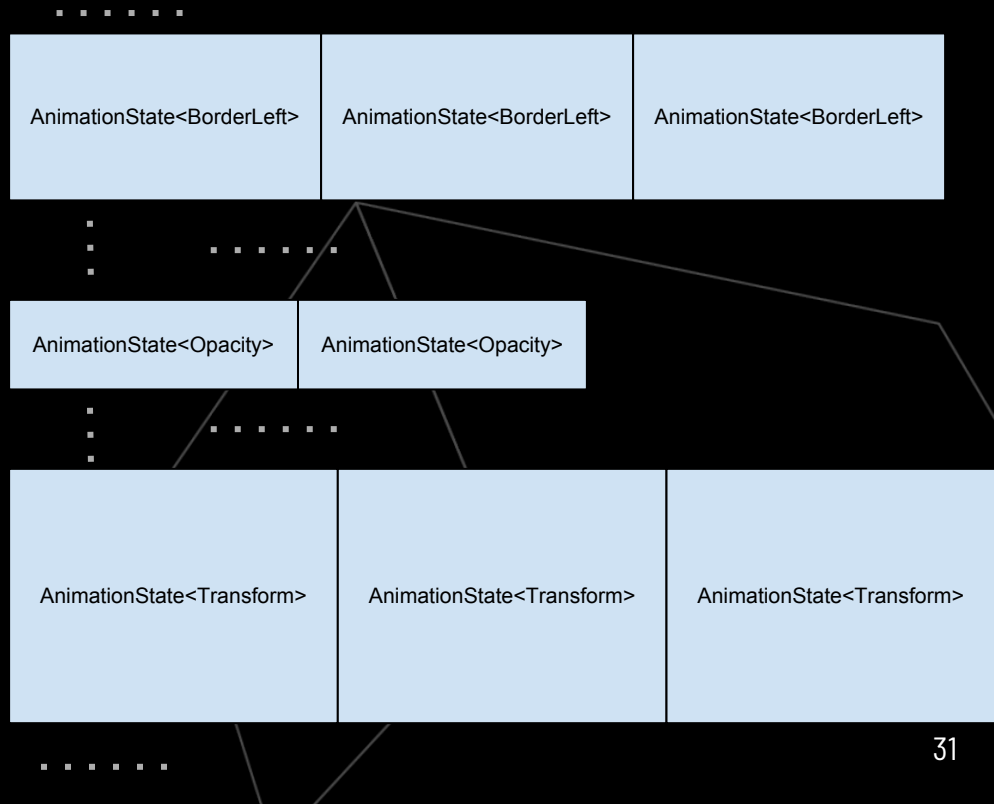 AnimationState<BorderLeft> AnimationState<BorderLeft> AnimationState<BorderLeft>
AnimationState<Opacity> AnimationState<Opacity>
AnimationState<Transform> AnimationState<Transform> AnimationState<Transform>
31